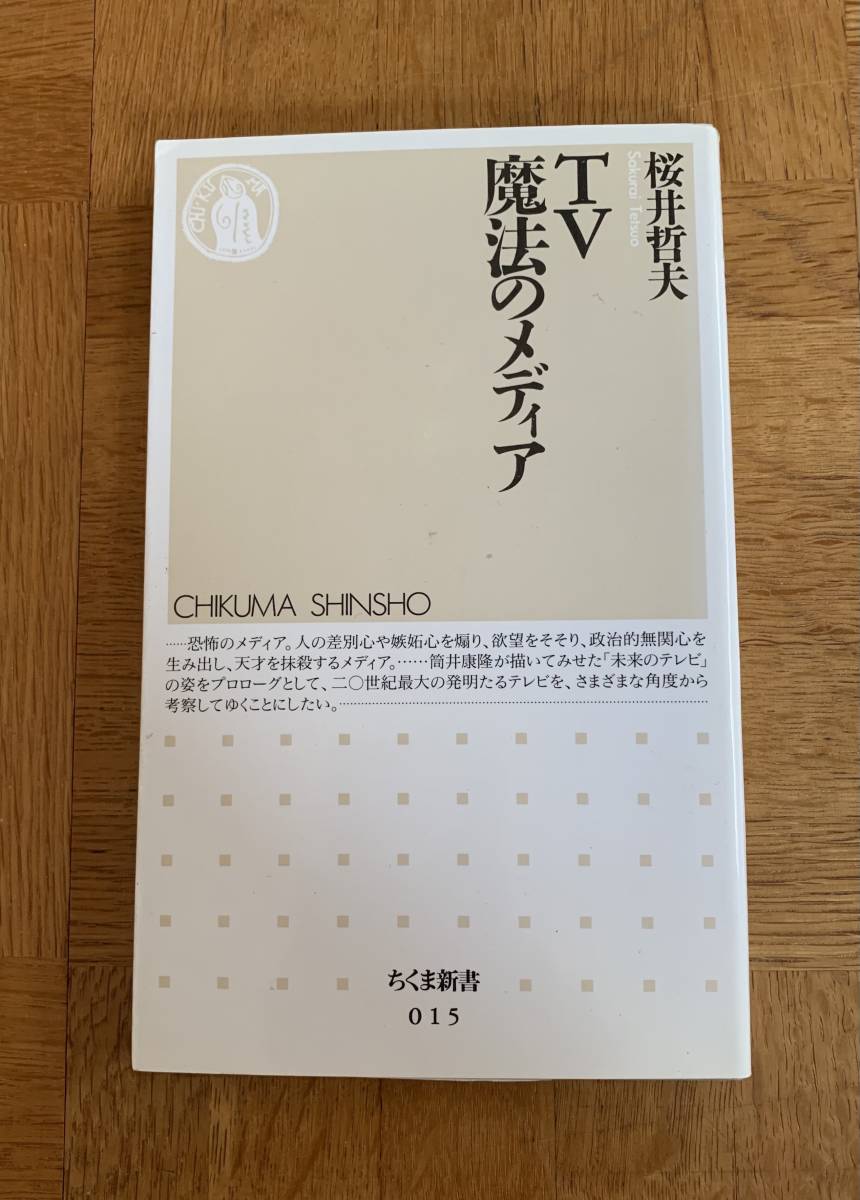 桜井哲夫
Sakurai Tetsuo
TV
魔法のメディア
CHIKUMA
CHIKUMA SHINSHO
……恐怖のメディア。人の差別心や嫉妬心を煽り、欲望をそそり、政治的無関心を
生み出し、天才を抹殺するメディア。……筒井康隆が描いてみせた「未来のテレビ」
の姿をプロローグとして、二〇世紀最大の発明たるテレビを、さまざまな角度から
考察してゆくことにしたい。
ちくま新書
015